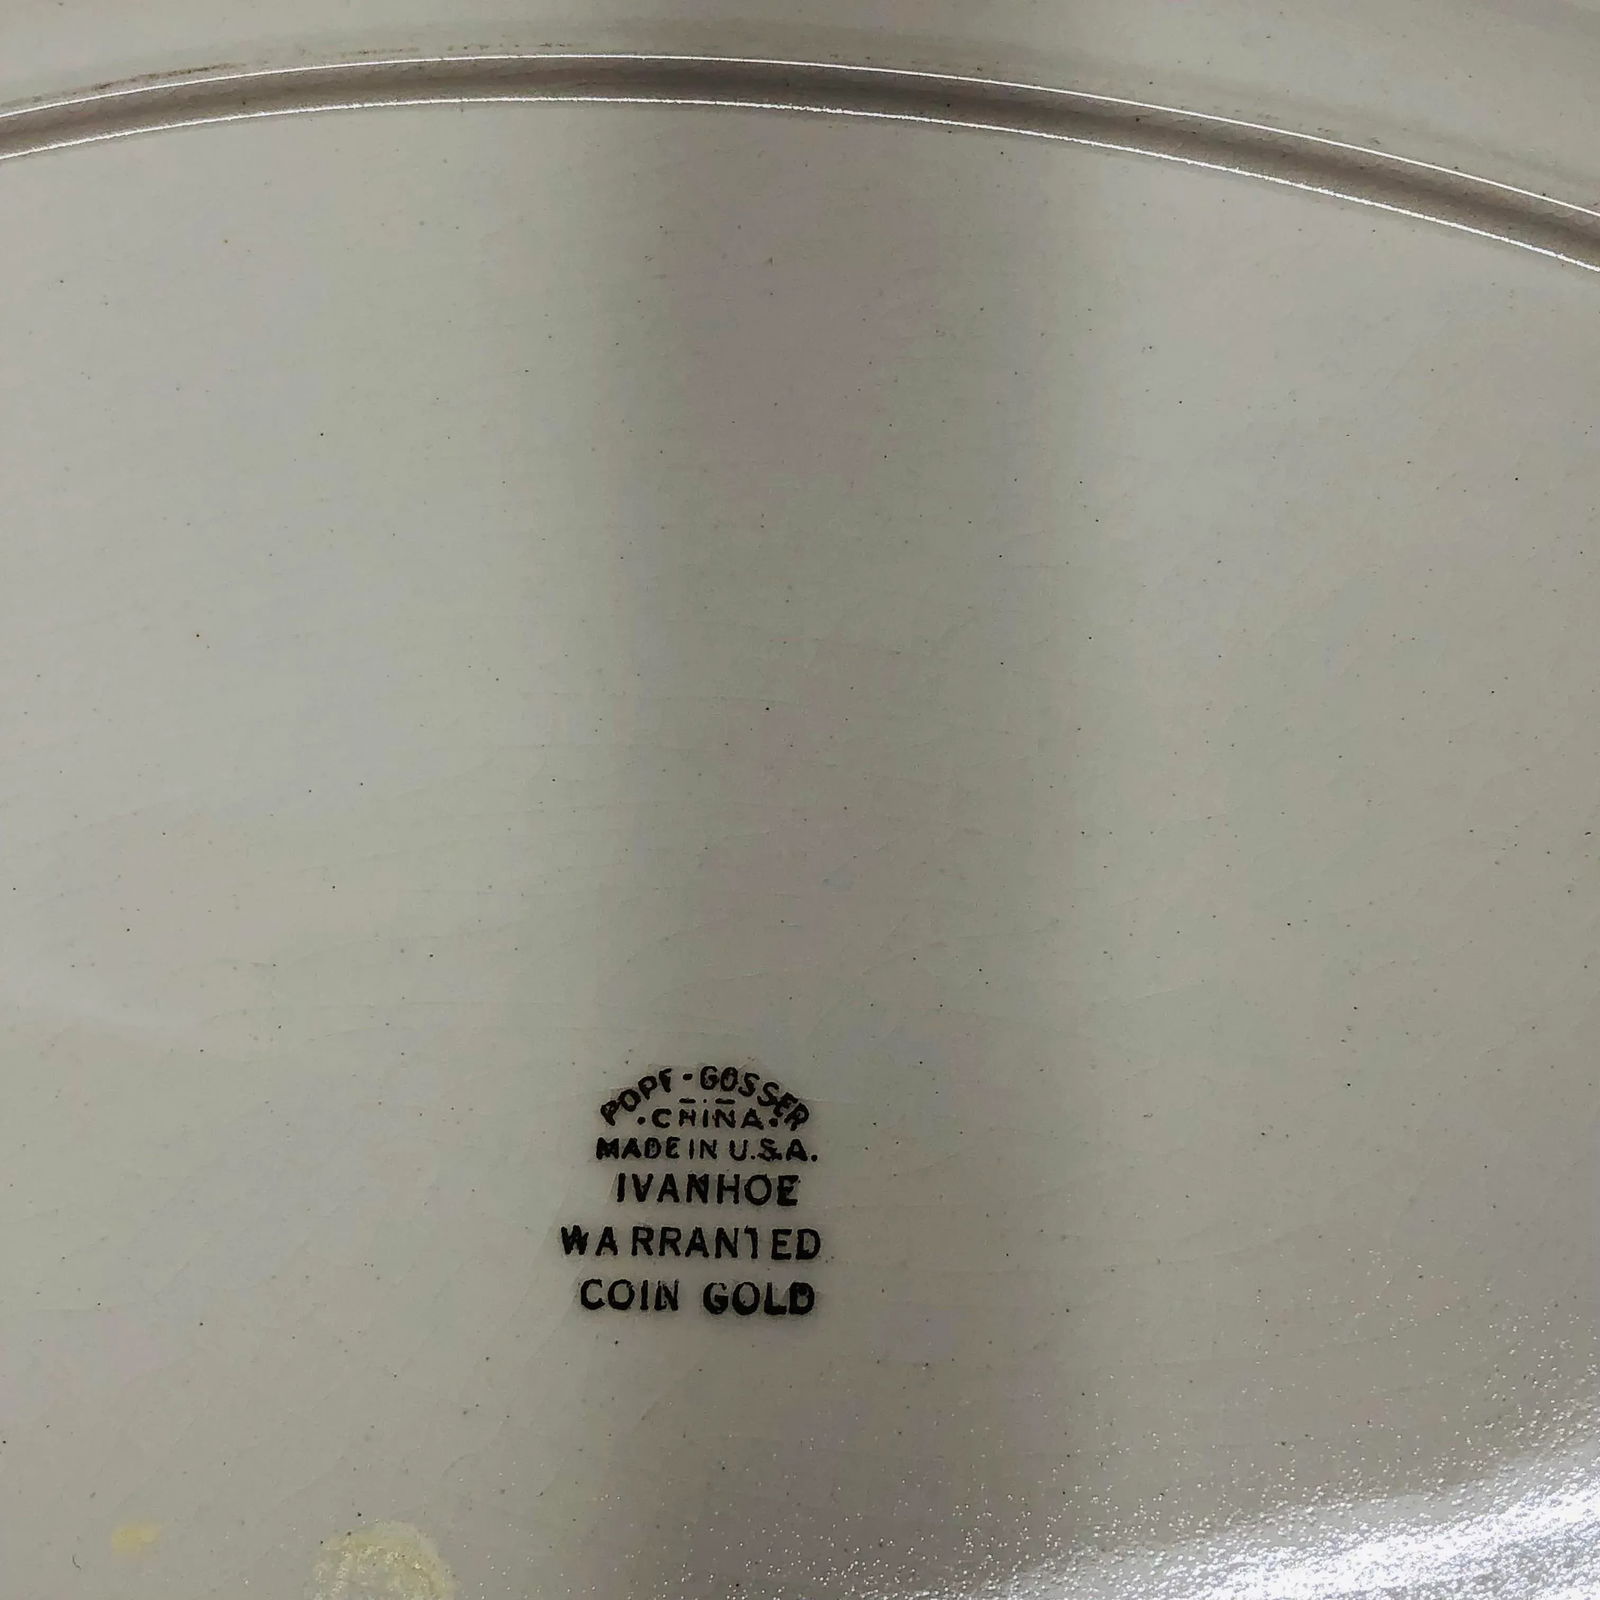 POPE-GOSSER
·CHINA·
MADE IN U.S.A.
IVANHOE
WARRANTED
COIN GOLD